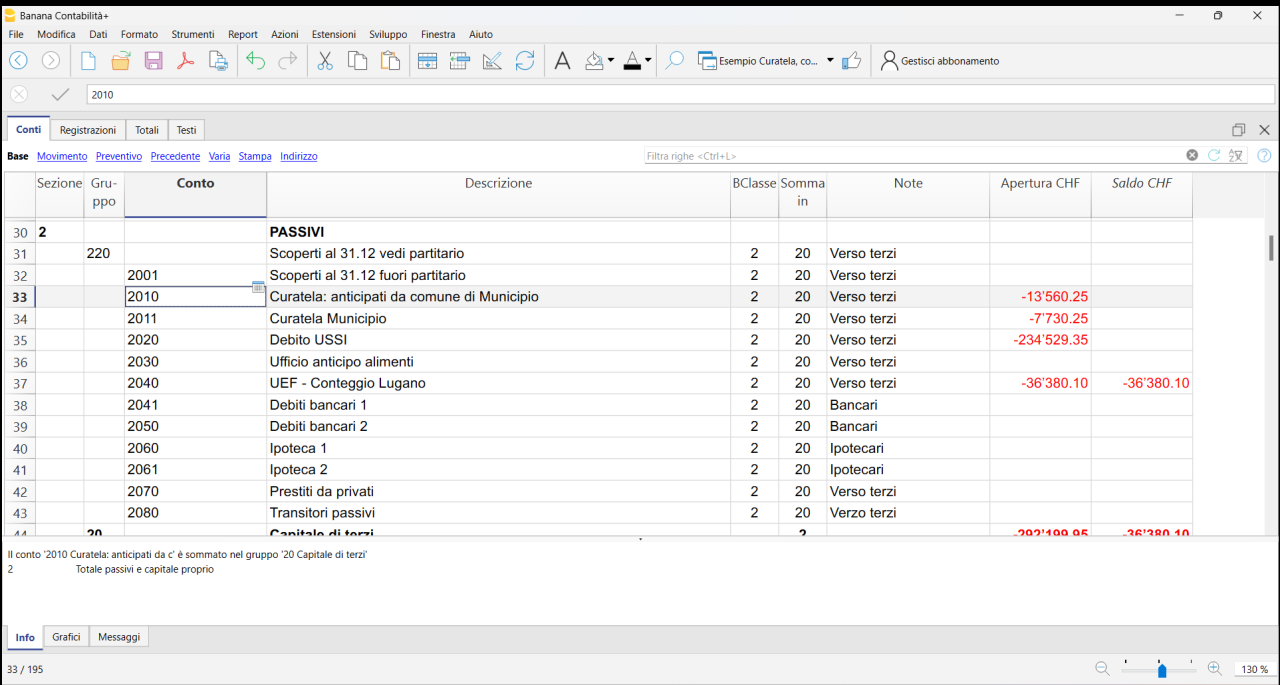 Banana Contabilità+
File Modifica Dati Formato Strumenti Report Azioni Estensioni Sviluppo Finestra Aiuto
Esempio Curatela, co... Gestisci abbonamento
2010
Conti Registrazioni Totali Testi
Base Movimento Preventivo Precedente Varia Stampa Indirizzo Filtra righe <Ctrl+L>
Sezione Gru-ppo Conto Descrizione BClasse Somma in Note Apertura CHF Saldo CHF
30 2 PASSIVI
31 220 Scoperti al 31.12 vedi partitario 2 20 Verso terzi
32 2001 Scoperti al 31.12 fuori partitario 2 20 Verso terzi
33 2010 Curatela: anticipati da comune di Municipio 2 20 Verso terzi -13'560.25
34 2011 Curatela Municipio 2 20 Verso terzi -7'730.25
35 2020 Debito USSI 2 20 Verso terzi -234'529.35
36 2030 Ufficio anticipo alimenti 2 20 Verso terzi
37 2040 UEF - Conteggio Lugano 2 20 Verso terzi -36'380.10 -36'380.10
38 2041 Debiti bancari 1 2 20 Bancari
39 2050 Debiti bancari 2 2 20 Bancari
40 2060 Ipoteca 1 2 20 Ipotecari
41 2061 Ipoteca 2 2 20 Ipotecari
42 2070 Prestiti da privati 2 20 Verso terzi
43 2080 Transitori passivi 2 20 Verzo terzi
44 20 Capitale di terzi 2 -292'199.95 -36'380.10
Il conto '2010 Curatela: anticipati da c' é sommato nel gruppo '20 Capitale di terzi'
2 Totale passivi e capitale proprio
Info Grafici Messaggi
33 / 195 130 %